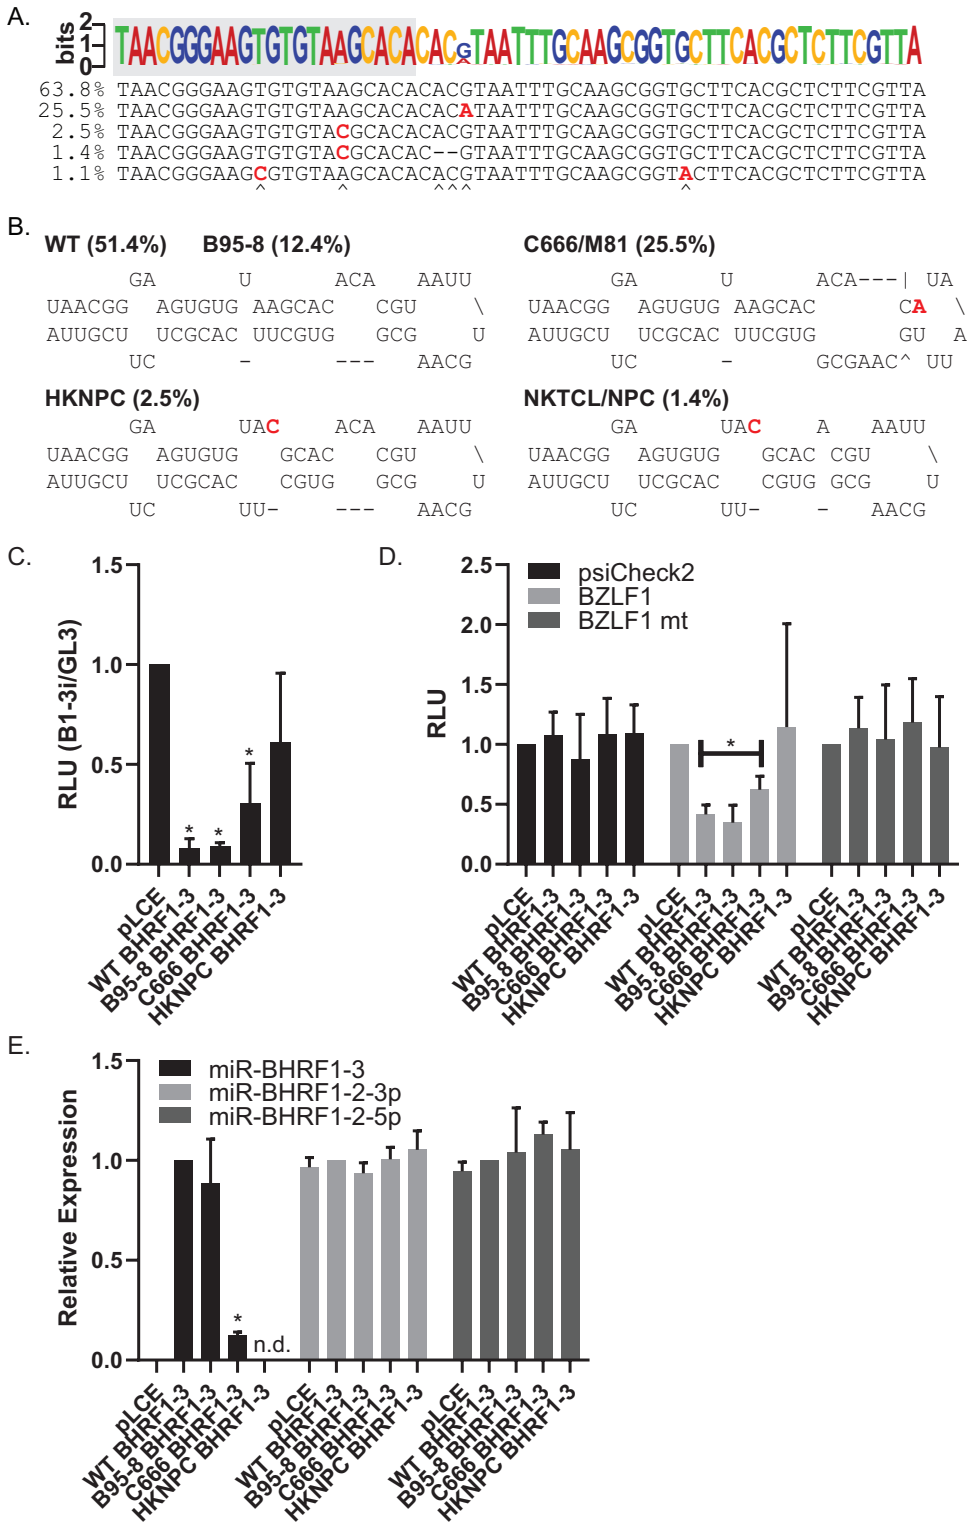 A.
bits
2
1
0
TAACGGGAAGTGTGTAAGCACACACGTAATTTGCAAGCGGTGCTTCACGCTCTTCGTTA
63.8% TAACGGGAAGTGTGTAAGCACACACGTAATTTGCAAGCGGTGCTTCACGCTCTTCGTTA
25.5% TAACGGGAAGTGTGTAAGCACACACATAATTTGCAAGCGGTGCTTCACGCTCTTCGTTA
2.5% TAACGGGAAGTGTGTACGCACACACGTAATTTGCAAGCGGTGCTTCACGCTCTTCGTTA
1.4% TAACGGGAAGTGTGTACGCACAC--GTAATTTGCAAGCGGTGCTTCACGCTCTTCGTTA
1.1% TAACGGGAAGCGTGTAAGCACACACGTAATTTGCAAGCGGTACTTCACGCTCTTCGTTA
^ ^ ^^^ ^
B.
WT (51.4%) B95-8 (12.4%)
GA U ACA AAUU
UAACGG AGUGUG AAGCAC CGU \
AUUGCU UCGCAC UUCGUG GCG U
UC - --- AACG
C666/M81 (25.5%)
GA U ACA---| UA
UAACGG AGUGUG AAGCAC CA \
AUUGCU UCGCAC UUCGUG GU A
UC - GCGAAC^ UU
HKNPC (2.5%)
GA UAC ACA AAUU
UAACGG AGUGUG GCAC CGU \
AUUGCU UCGCAC CGUG GCG U
UC UU- --- AACG
NKTCL/NPC (1.4%)
GA UAC A AAUU
UAACGG AGUGUG GCAC CGU \
AUUGCU UCGCAC CGUG GCG U
UC UU- - AACG
C.
RLU (B1-3i/GL3)
1.5
1.0
0.5
0.0
* * *
pLCE
WT BHRF1-3
B95-8 BHRF1-3
C666 BHRF1-3
HKNPC BHRF1-3
D.
RLU
2.5
2.0
1.5
1.0
0.5
0.0
psiCheck2
BZLF1
BZLF1 mt
*
pLCE
WT BHRF1-3
B95-8 BHRF1-3
C666 BHRF1-3
HKNPC BHRF1-3
pLCE
WT BHRF1-3
B95-8 BHRF1-3
C666 BHRF1-3
HKNPC BHRF1-3
pLCE
WT BHRF1-3
B95-8 BHRF1-3
C666 BHRF1-3
HKNPC BHRF1-3
E.
Relative Expression
1.5
1.0
0.5
0.0
miR-BHRF1-3
miR-BHRF1-2-3p
miR-BHRF1-2-5p
*
n.d.
pLCE
WT BHRF1-3
B95-8 BHRF1-3
C666 BHRF1-3
HKNPC BHRF1-3
pLCE
WT BHRF1-3
B95-8 BHRF1-3
C666 BHRF1-3
HKNPC BHRF1-3
pLCE
WT BHRF1-3
B95-8 BHRF1-3
C666 BHRF1-3
HKNPC BHRF1-3